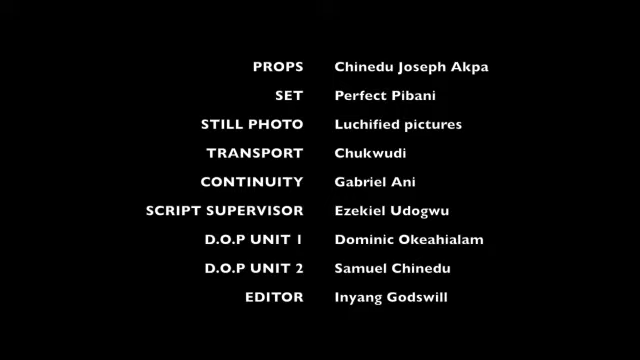 PROPS Chinedu Joseph Akpa
SET Perfect Pibani
STILL PHOTO Luchified pictures
TRANSPORT Chukwudi
CONTINUITY Gabriel Ani
SCRIPT SUPERVISOR Ezekiel Udogwu
D.O.P UNIT 1 Dominic Okeahialam
D.O.P UNIT 2 Samuel Chinedu
EDITOR Inyang Godswill